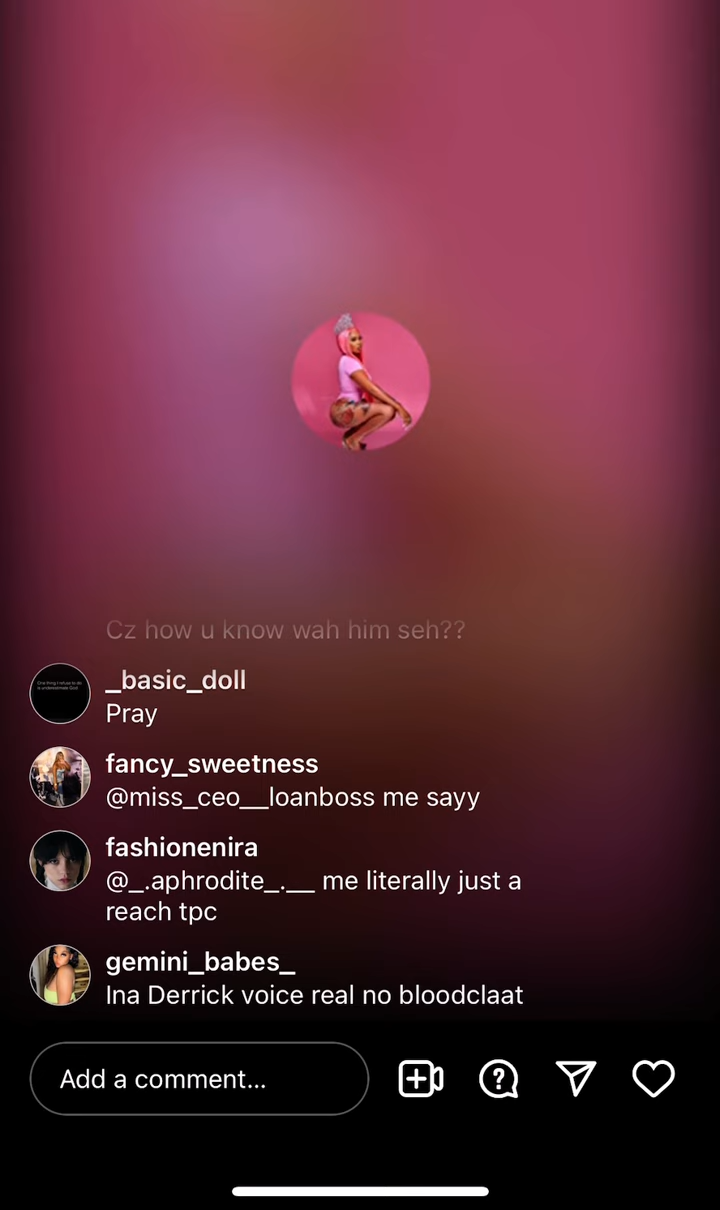 Cz how u know wah him seh??
_basic_doll
Pray
fancy_sweetness
@miss_ceo__loanboss me sayy
fashionenira
@_.aphrodite_.__ me literally just a
reach tpc
gemini_babes_
Ina Derrick voice real no bloodclaat
Add a comment...